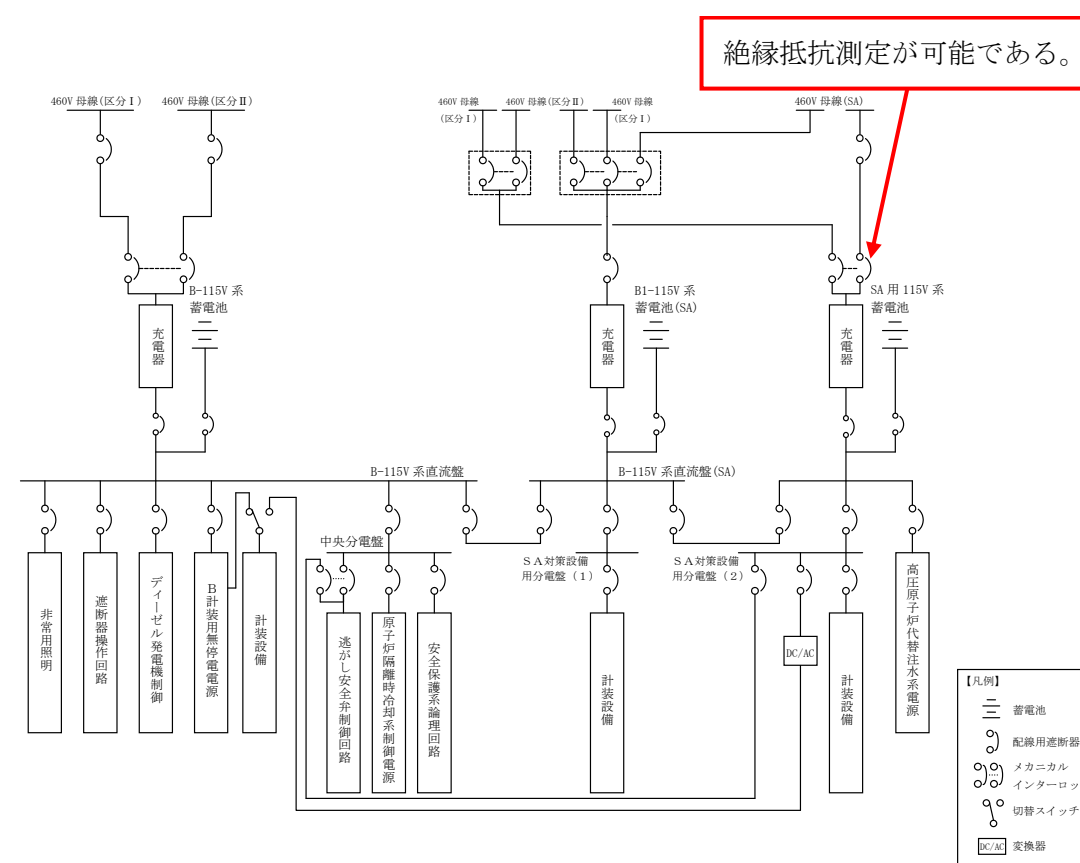 絶縁抵抗測定が可能である。
460V 母線(区分Ⅰ)
460V 母線(区分Ⅱ)
460V 母線
(区分Ⅰ)
460V 母線(区分Ⅱ)
460V 母線
(区分Ⅰ)
460V 母線(SA)
B-115V 系
蓄電池
B1-115V 系
蓄電池(SA)
SA 用 115V 系
蓄電池
充電器
充電器
充電器
B-115V 系直流盤
B-115V 系直流盤(SA)
中央分電盤
SA対策設備
用分電盤(1)
SA対策設備
用分電盤(2)
非常用照明
遮断器操作回路
ディーゼル発電機制御
B計装用無停電電源
計装設備
逃がし安全弁制御回路
原子炉隔離時冷却系制御電源
安全保護系論理回路
計装設備
DC/AC
計装設備
高圧原子炉代替注水系電源
【凡例】
蓄電池
配線用遮断器
メカニカル
インターロッ
切替スイッチ
DC/AC 変換器